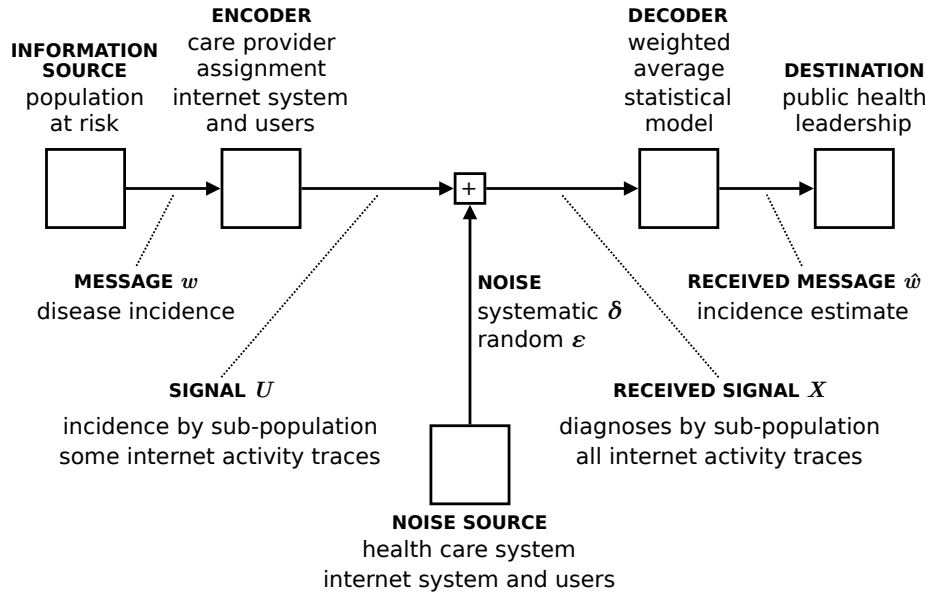 INFORMATION
SOURCE
population
at risk
ENCODER
care provider
assignment
internet system
and users
DECODER
weighted
average
statistical
model
DESTINATION
public health
leadership
+
MESSAGE w
disease incidence
NOISE
systematic δ
random ε
RECEIVED MESSAGE ŵ
incidence estimate
SIGNAL U
incidence by sub-population
some internet activity traces
RECEIVED SIGNAL X
diagnoses by sub-population
all internet activity traces
NOISE SOURCE
health care system
internet system and users